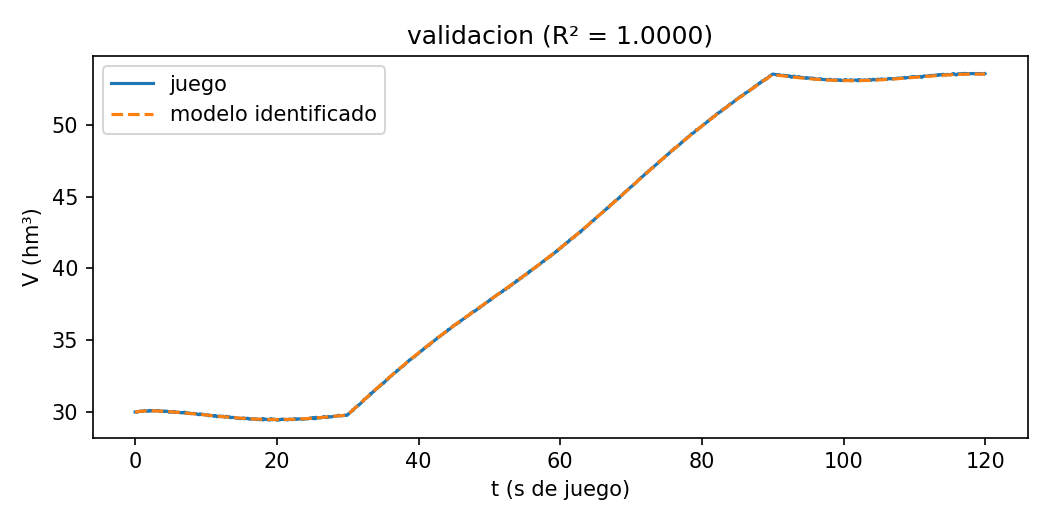 validacion (R² = 1.0000)
juego
modelo identificado
V (hm³)
50
45
40
35
30
0 20 40 60 80 100 120
t (s de juego)